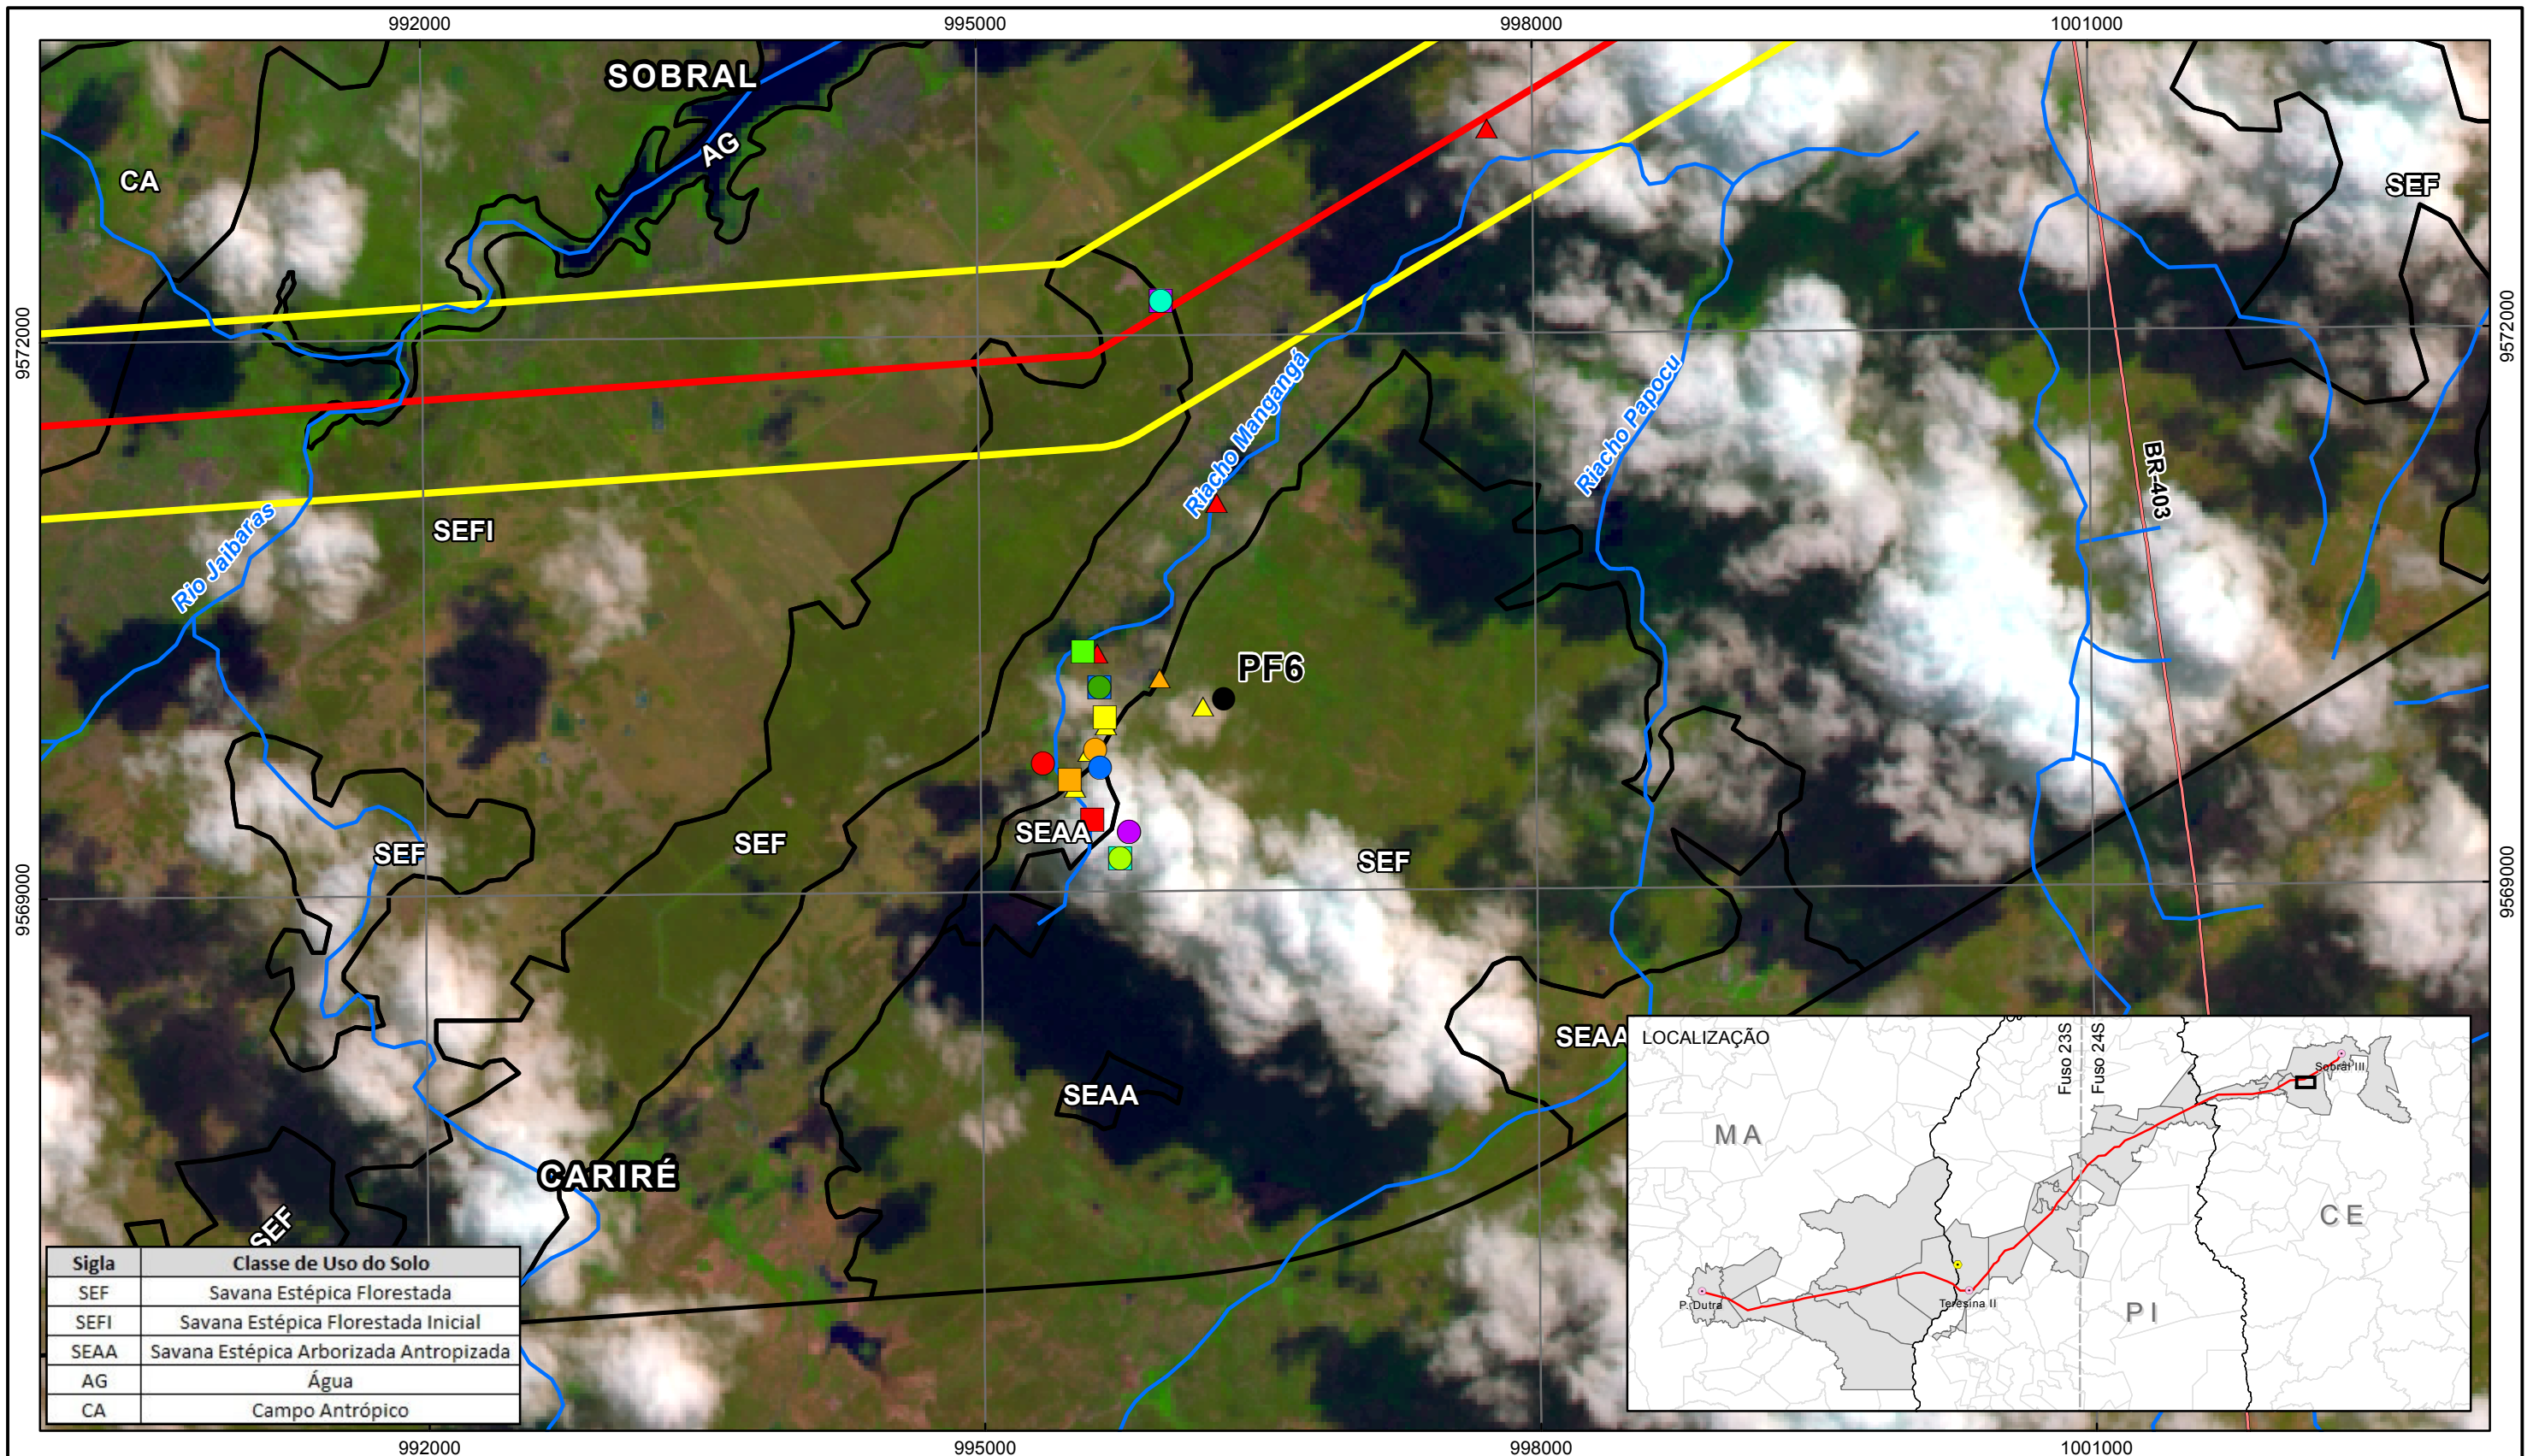 992000
995000
998000
1001000
SOBRAL
AG
CA
SEF
9572000
9572000
Riacho Mangangá
Riacho Papocu
BR-403
SEFI
Rio Jaibaras
PF6
SEAA
SEF
SEF
SEF
9569000
9569000
SEAA
SEAA
CARIRÉ
SEF
LOCALIZAÇÃO
Fuso 23S
Fuso 24S
Sobral III
MA
CE
PI
P. Dutra
Teresina II
Sigla Classe de Uso do Solo
SEF Savana Estépica Florestada
SEFI Savana Estépica Florestada Inicial
SEAA Savana Estépica Arborizada Antropizada
AG Água
CA Campo Antrópico
992000
995000
998000
1001000